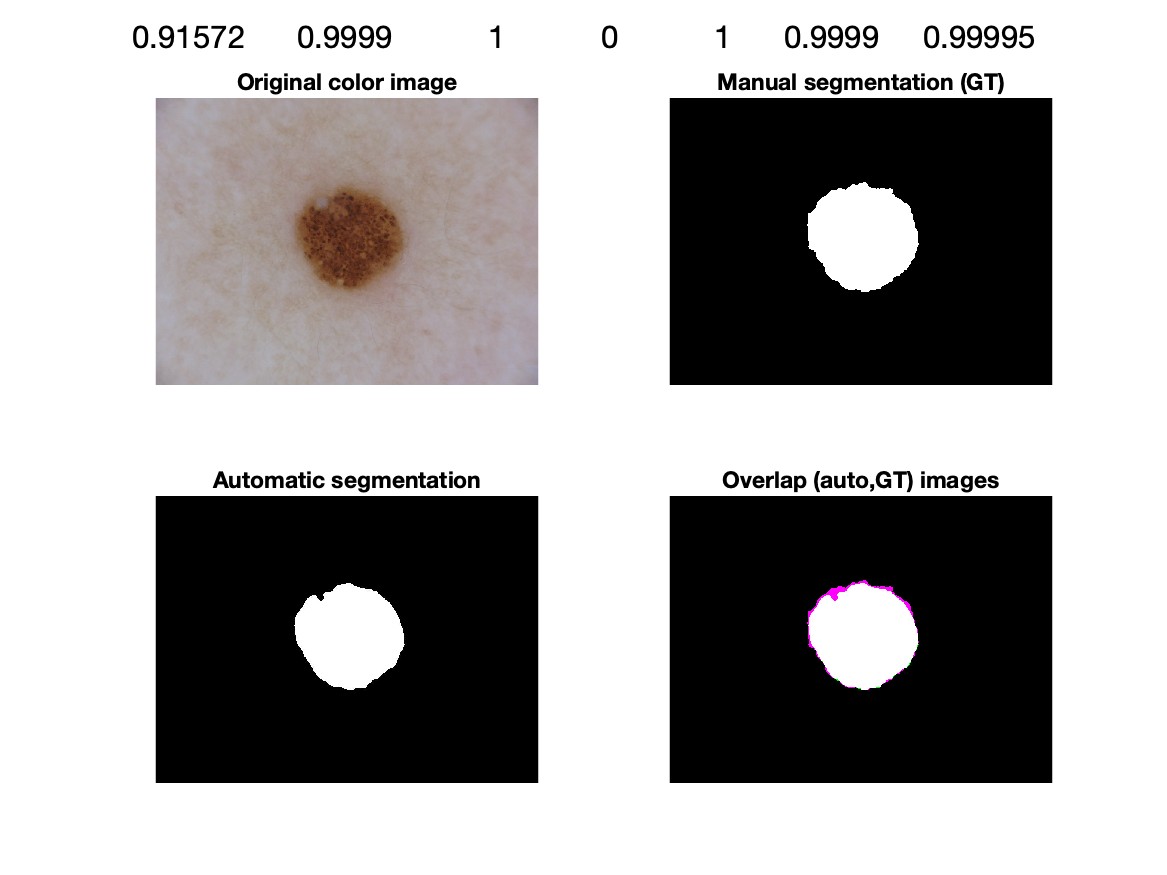 0.91572 0.9999 1 0 1 0.9999 0.99995
Original color image
Manual segmentation (GT)
Automatic segmentation
Overlap (auto,GT) images